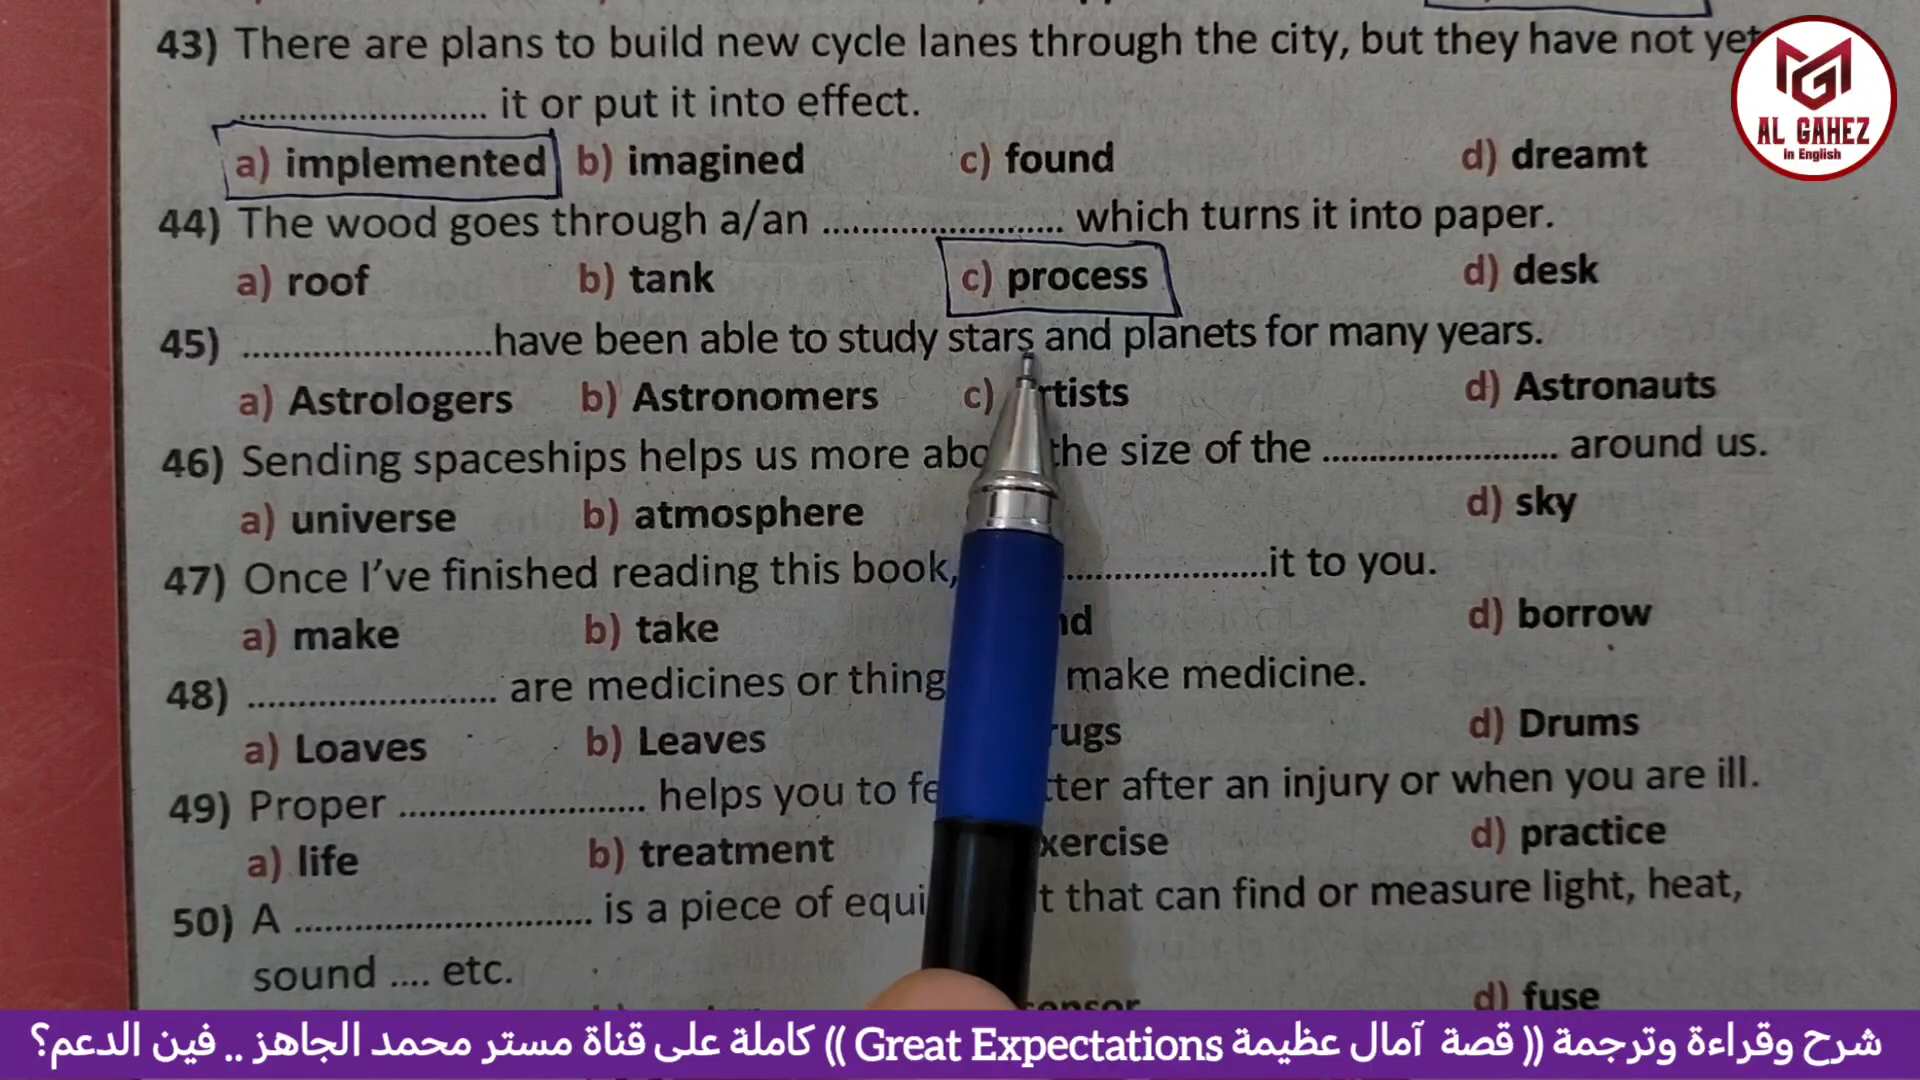 43) There are plans to build new cycle lanes through the city, but they have not yet
........................ it or put it into effect.
a) implemented b) imagined c) found d) dreamt
44) The wood goes through a/an ........................ which turns it into paper.
a) roof b) tank c) process d) desk
45) ........................have been able to study stars and planets for many years.
a) Astrologers b) Astronomers c) rtists d) Astronauts
46) Sending spaceships helps us more abo the size of the ........................ around us.
a) universe b) atmosphere d) sky
47) Once I've finished reading this book, ....................it to you.
a) make b) take nd d) borrow
48) ........................ are medicines or thing make medicine.
a) Loaves b) Leaves rugs d) Drums
49) Proper ........................ helps you to fe tter after an injury or when you are ill.
a) life b) treatment xercise d) practice
50) A ............................. is a piece of equi t that can find or measure light, heat,
sound .... etc.
sensor d) fuse
AL GAHEZ
in English
شرح وقراءة وترجمة (( قصة آمال عظيمة Great Expectations )) كاملة على قناة مستر محمد الجاهز .. فين الدعم؟